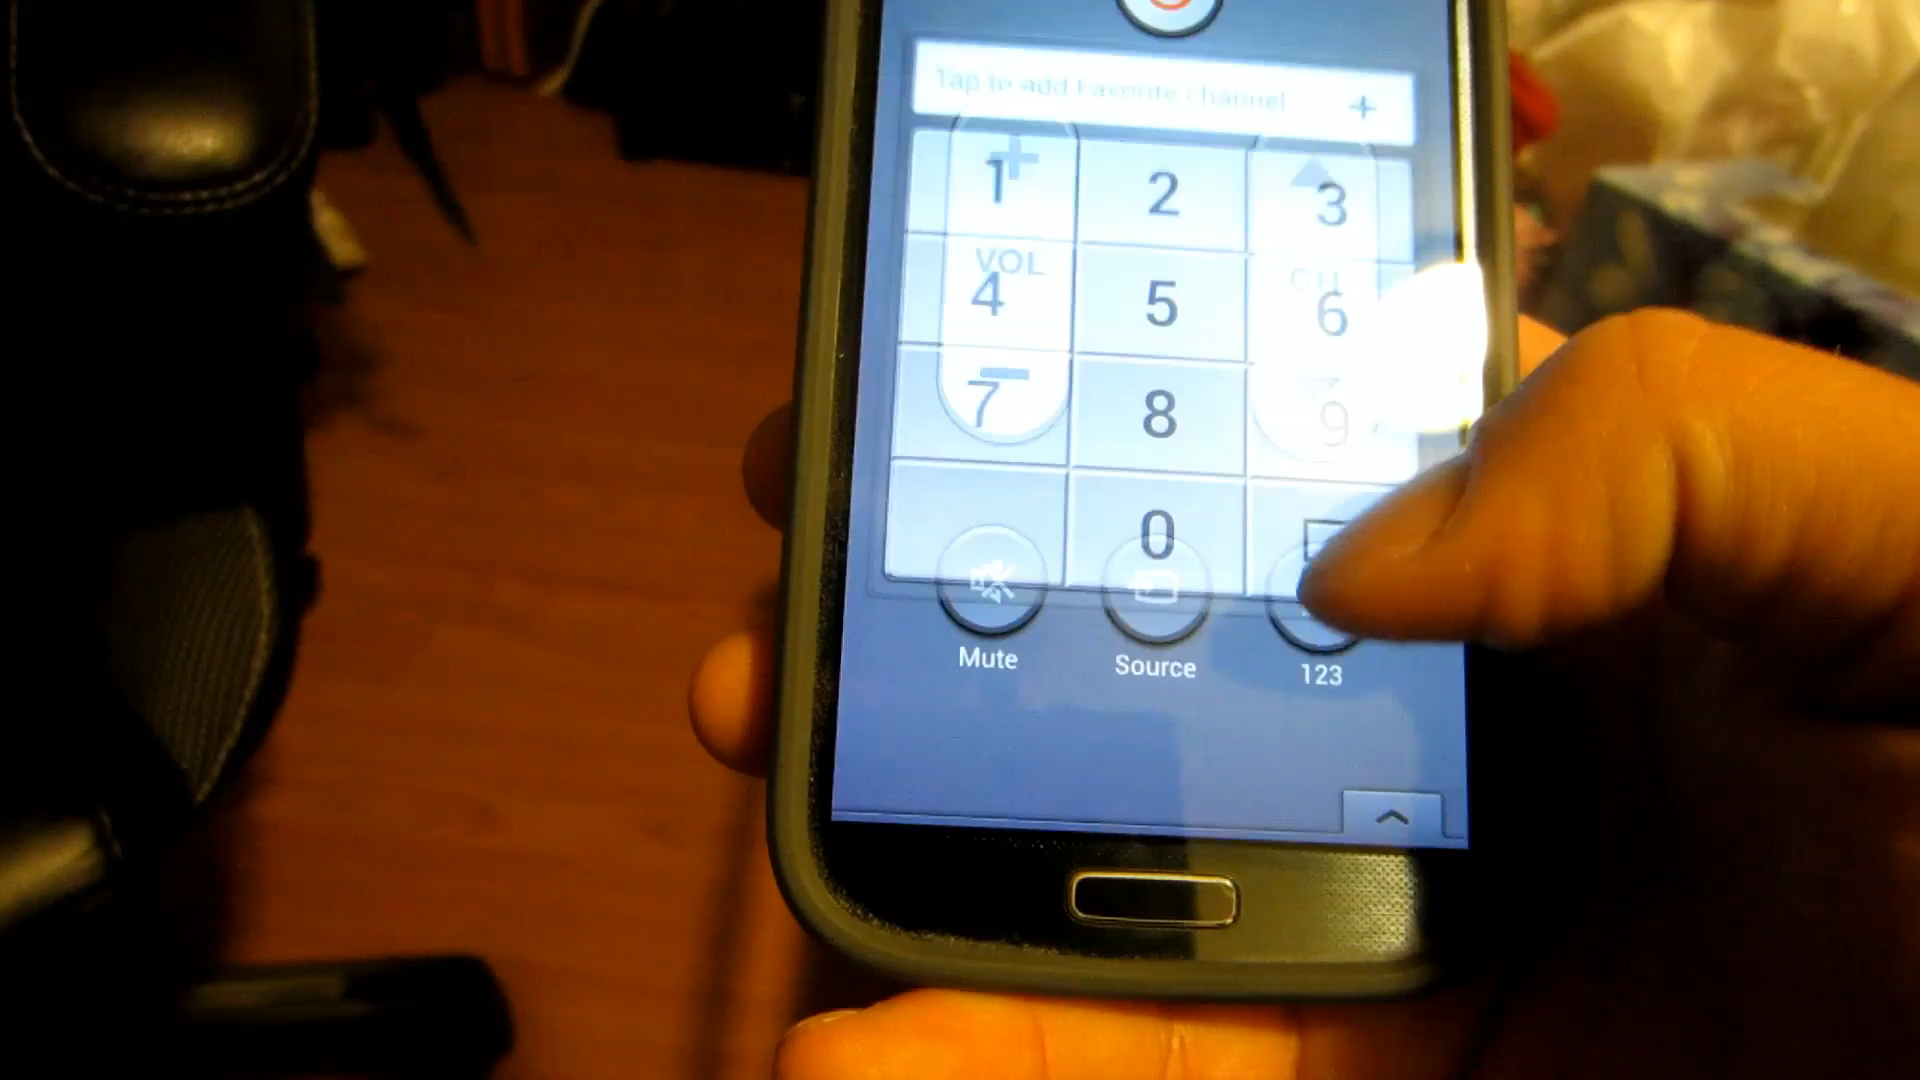 Tap to add Favorite channel +
1 2 3
VOL CH
4 5 6
7 8 9
0
Mute Source 123